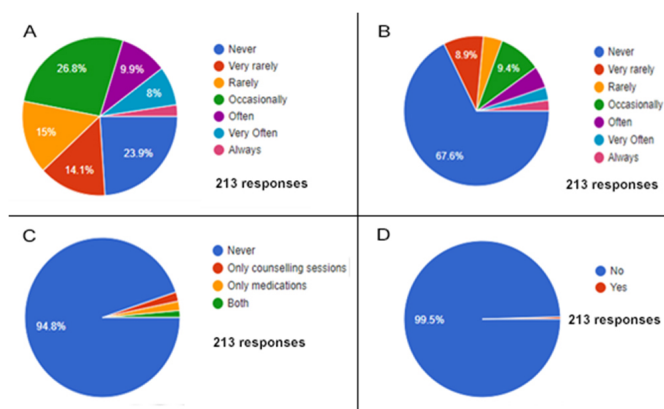 A
Never
Very rarely
Rarely
Occasionally
Often
Very Often
Always
26.8%
9.9%
8%
15%
14.1%
23.9%
213 responses
B
Never
Very rarely
Rarely
Occasionally
Often
Very Often
Always
8.9%
9.4%
67.6%
213 responses
C
Never
Only counselling sessions
Only medications
Both
94.8%
213 responses
D
No
Yes
99.5%
213 responses